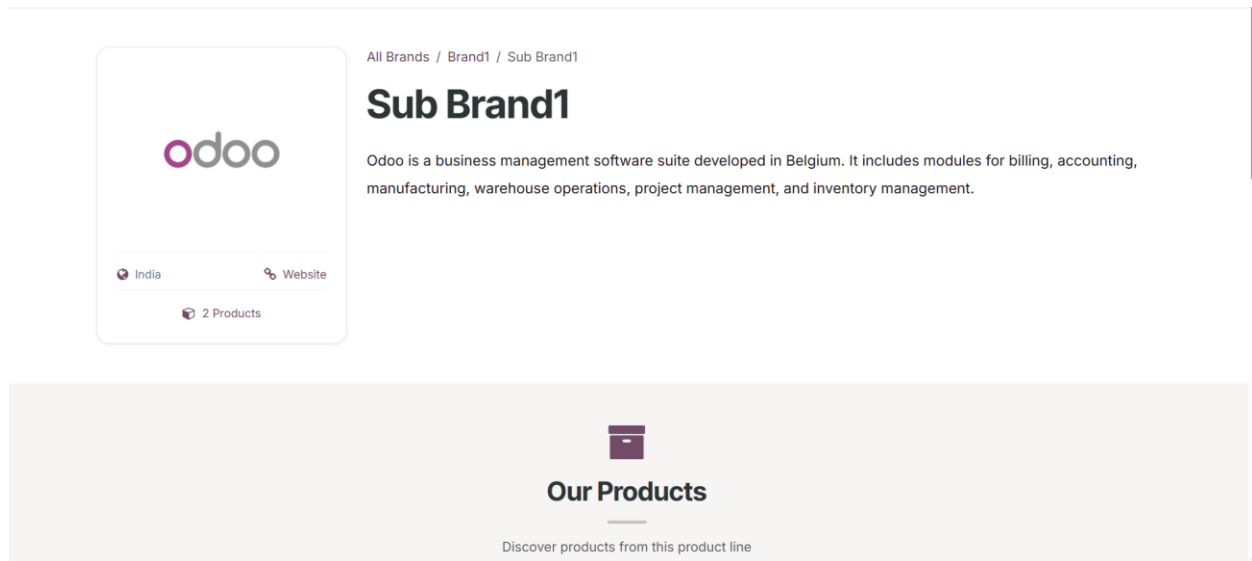 All Brands / Brand1 / Sub Brand1
Sub Brand1
odoo
Odoo is a business management software suite developed in Belgium. It includes modules for billing, accounting,
manufacturing, warehouse operations, project management, and inventory management.
India
Website
2 Products
Our Products
Discover products from this product line